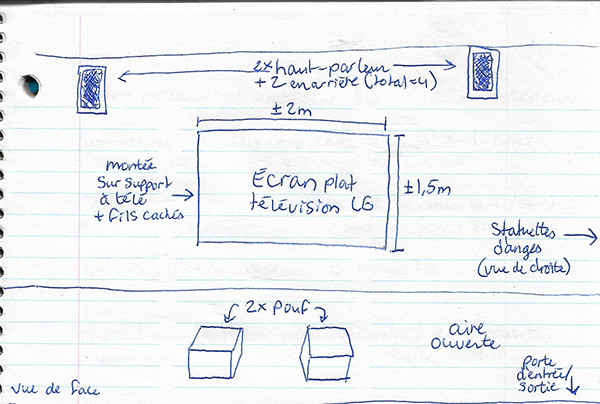 2x haut-parleur
+ 2 en arrière (total=4)
± 2m
montée
sur support
à télé
+ fils cachés
Écran plat
télévision LG
± 1,5m
Statuettes
d'anges
(vue de droite)
2x pouf
aire
ouverte
porte
d'entrée/
sortie
vue de face